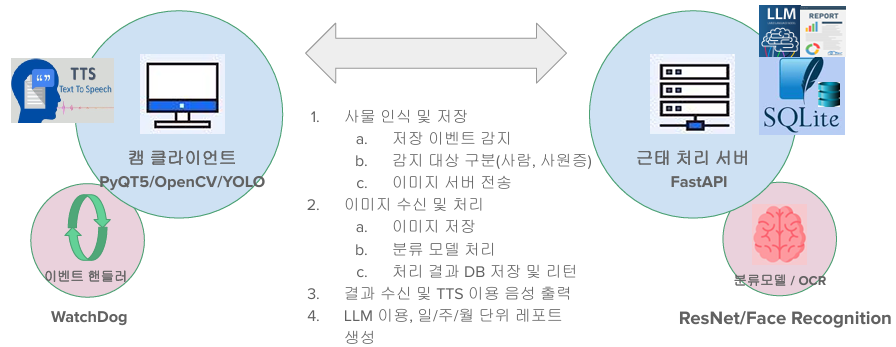 TTS
Text To Speech
캠 클라이언트
PyQT5/OpenCV/YOLO
이벤트 핸들러
WatchDog
1. 사물 인식 및 저장
a. 저장 이벤트 감지
b. 감지 대상 구분(사람, 사원증)
c. 이미지 서버 전송
2. 이미지 수신 및 처리
a. 이미지 저장
b. 분류 모델 처리
c. 처리 결과 DB 저장 및 리턴
3. 결과 수신 및 TTS 이용 음성 출력
4. LLM 이용, 일/주/월 단위 레포트
생성
LLM
REPORT
SQLite
근태 처리 서버
FastAPI
분류모델 / OCR
ResNet/Face Recognition